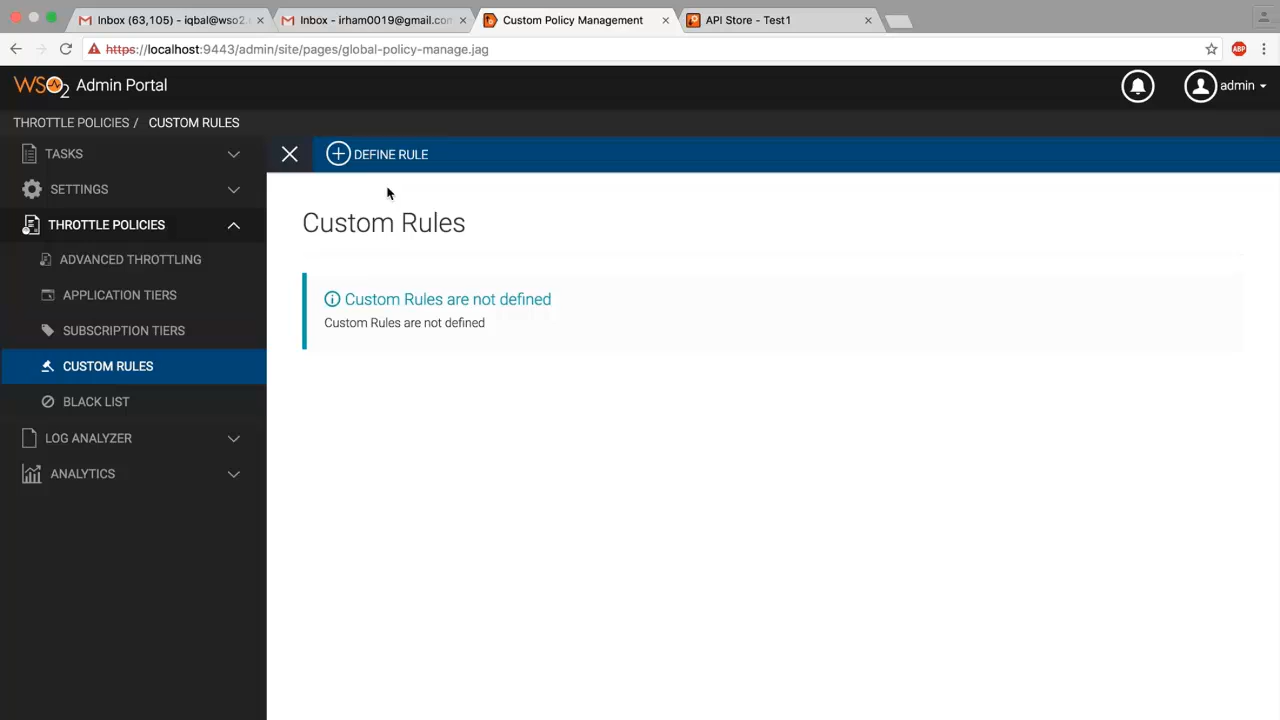 Inbox (63,105) - iqbal@wso2.
Inbox - irham0019@gmail.com
Custom Policy Management
API Store - Test1
https://localhost:9443/admin/site/pages/global-policy-manage.jag
ABP
WSO2 Admin Portal
admin
THROTTLE POLICIES / CUSTOM RULES
TASKS
DEFINE RULE
SETTINGS
THROTTLE POLICIES
Custom Rules
ADVANCED THROTTLING
APPLICATION TIERS
Custom Rules are not defined
Custom Rules are not defined
SUBSCRIPTION TIERS
CUSTOM RULES
BLACK LIST
LOG ANALYZER
ANALYTICS